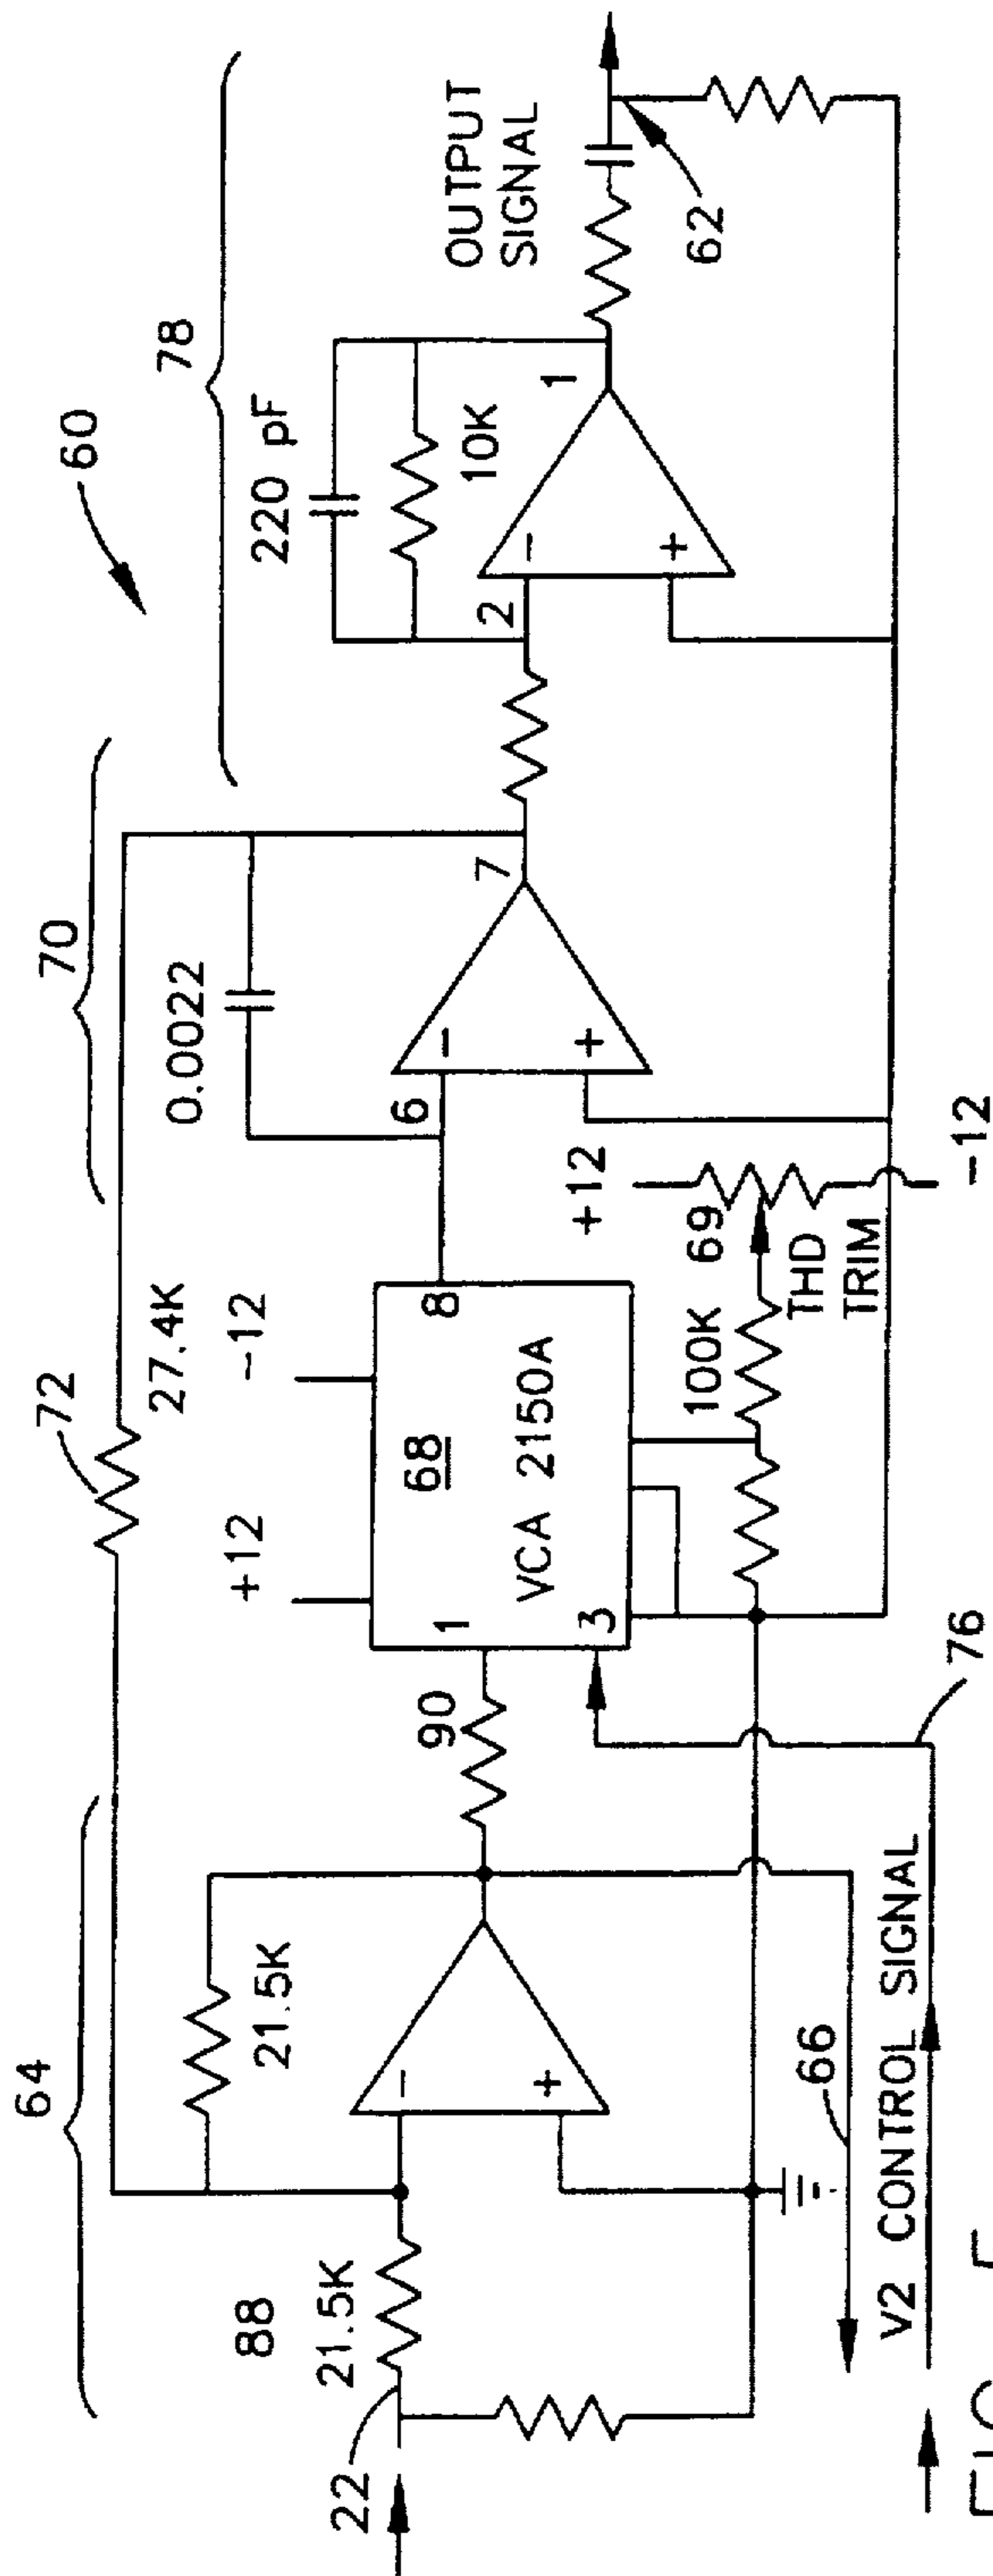 60
64
72
70
78
27.4K
0.0022
220 pF
10K
OUTPUT
SIGNAL
62
21.5K
+12
-12
88
21.5K
22
90
1
3
8
68
VCA 2150A
6
7
2
1
-
+
-
+
-
+
+12
-12
69
100K
THD
TRIM
66
76
V2 CONTROL SIGNAL